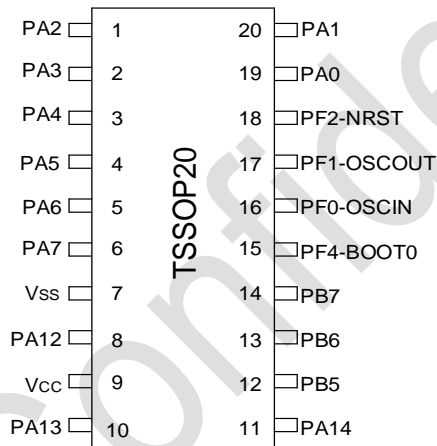 PA2 1 20 PA1
PA3 2 19 PA0
PA4 3 18 PF2-NRST
PA5 4 17 PF1-OSCOUT
PA6 5 16 PF0-OSCIN
PA7 6 15 PF4-BOOT0
Vss 7 14 PB7
PA12 8 13 PB6
Vcc 9 12 PB5
PA13 10 11 PA14
TSSOP20